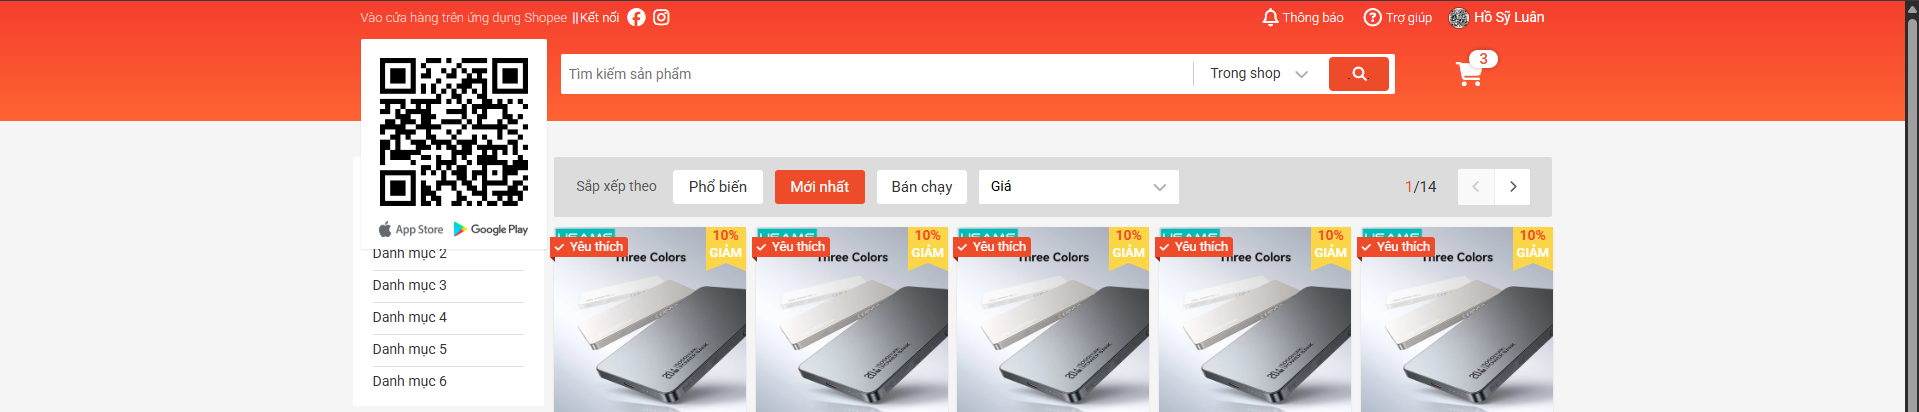 Vào cửa hàng trên ứng dụng Shopee || Kết nối
Thông báo
Trợ giúp
Hồ Sỹ Luân
Tìm kiếm sản phẩm
Trong shop
3
App Store
Google Play
Danh mục 2
Danh mục 3
Danh mục 4
Danh mục 5
Danh mục 6
Sắp xếp theo
Phổ biến
Mới nhất
Bán chạy
Giá
1/14
Yêu thích
Three Colors
10%
GIẢM
Yêu thích
Three Colors
10%
GIẢM
Yêu thích
Three Colors
10%
GIẢM
Yêu thích
Three Colors
10%
GIẢM
Yêu thích
Three Colors
10%
GIẢM